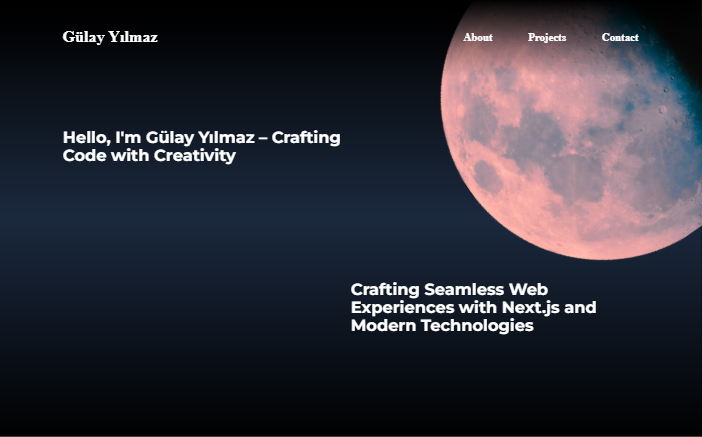 Gülay Yılmaz
About Projects Contact
Hello, I'm Gülay Yılmaz – Crafting
Code with Creativity
Crafting Seamless Web
Experiences with Next.js and
Modern Technologies